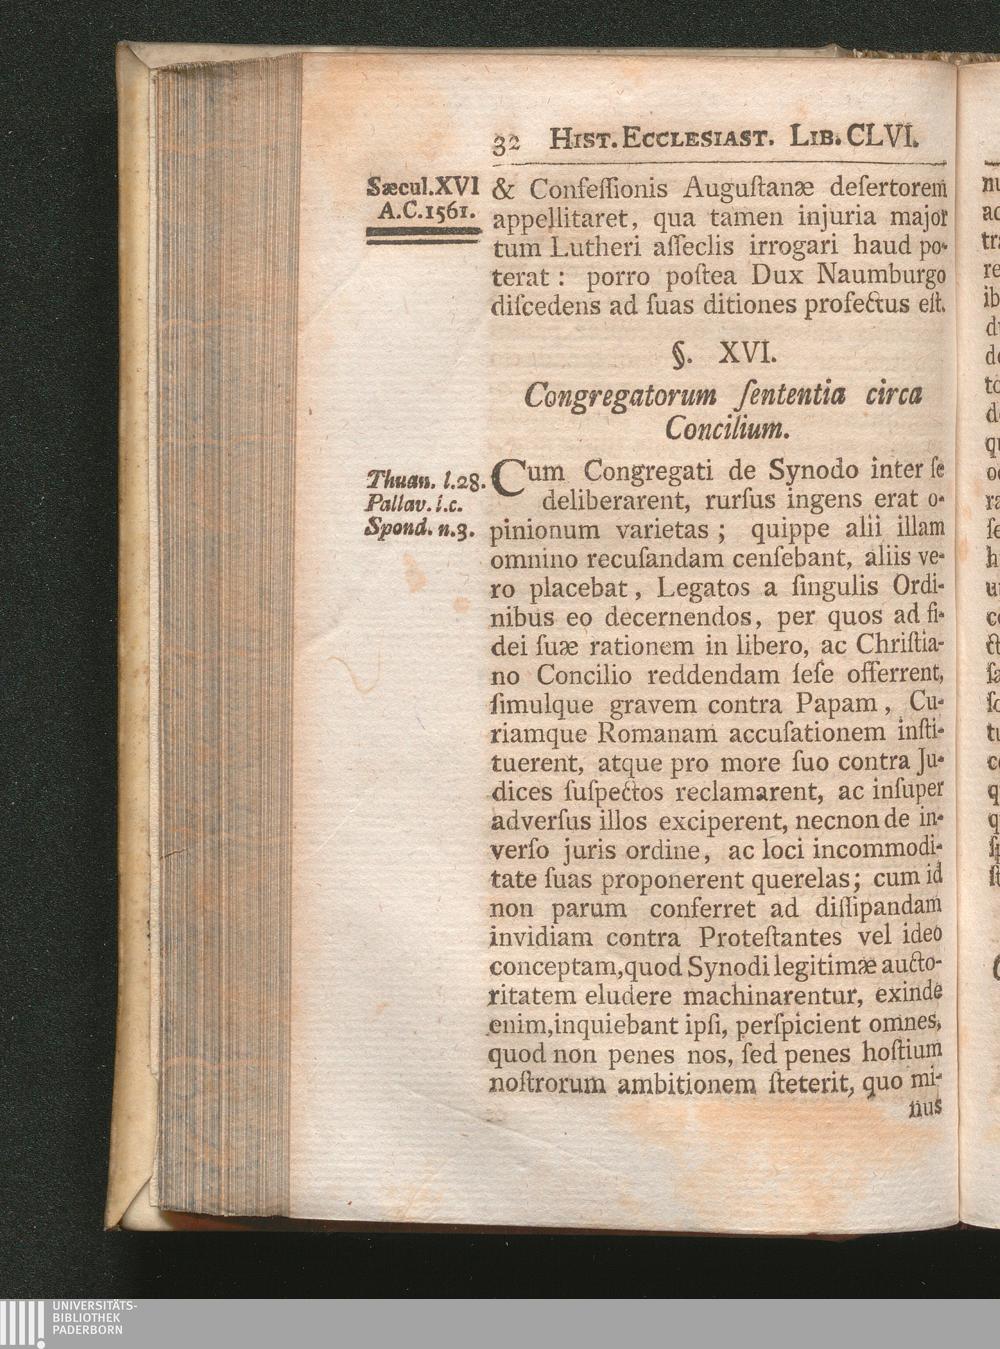 32 HIST. ECCLESIAST. LIB. CLVI.
Sæcul. XVI
A.C. 1561.
& Confeſſionis Auguſtanæ deſertorem
appellitaret, qua tamen injuria major
tum Lutheri aſſeclis irrogari haud po-
terat : porro poſtea Dux Naumburgo
diſcedens ad ſuas ditiones profectus eſt.
§. XVI.
Congregatorum ſententia circa
Concilium.
Thuan. l.28.
Pallav. l.c.
Spond. n.3.
Cum Congregati de Synodo inter ſe
deliberarent, rurſus ingens erat o-
pinionum varietas ; quippe alii illam
omnino recuſandam cenſebant, aliis ve-
ro placebat, Legatos a ſingulis Ordi-
nibus eo decernendos, per quos ad fi-
dei ſuæ rationem in libero, ac Chriſtia-
no Concilio reddendam ſeſe offerrent,
ſimulque gravem contra Papam, Cu-
riamque Romanam accuſationem inſti-
tuerent, atque pro more ſuo contra Ju-
dices ſuſpectos reclamarent, ac inſuper
adverſus illos exciperent, necnon de in-
verſo juris ordine, ac loci incommodi-
tate ſuas proponerent querelas; cum id
non parum conferret ad diſſipandam
invidiam contra Proteſtantes vel ideo
conceptam, quod Synodi legitimæ aucto-
ritatem eludere machinarentur, exinde
enim, inquiebant ipſi, perſpicient omnes,
quod non penes nos, ſed penes hoſtium
noſtrorum ambitionem ſteterit, quo mi-
nus
UNIVERSITÄTS-
BIBLIOTHEK
PADERBORN